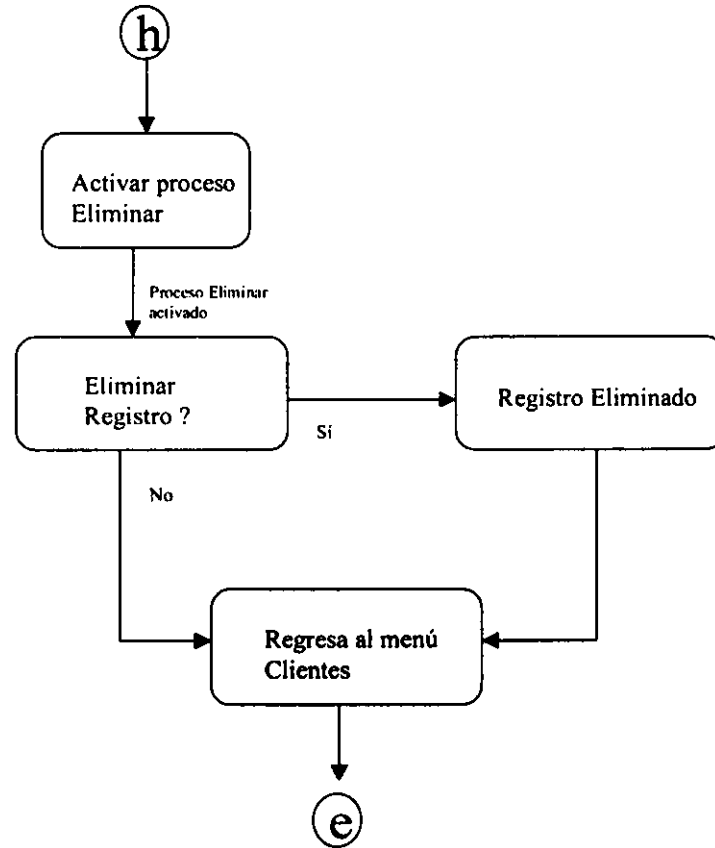 h
Activar proceso
Eliminar
Proceso Eliminar
activado
Eliminar
Registro ?
Sí
Registro Eliminado
No
Regresa al menú
Clientes
e